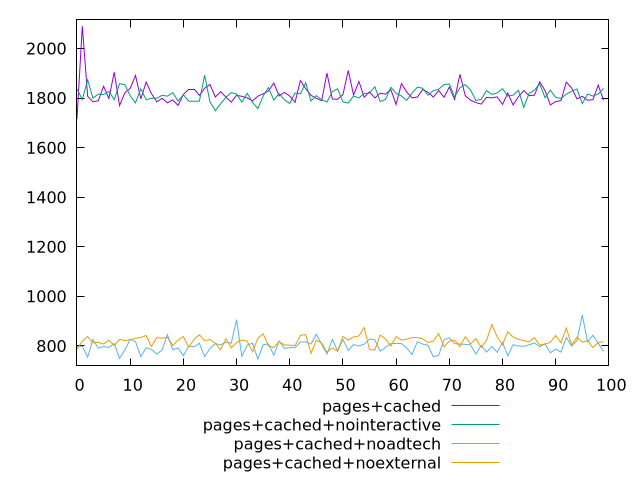 2000
1800
1600
1400
1200
1000
800
0 10 20 30 40 50 60 70 80 90 100
pages+cached
pages+cached+nointeractive
pages+cached+noadtech
pages+cached+noexternal